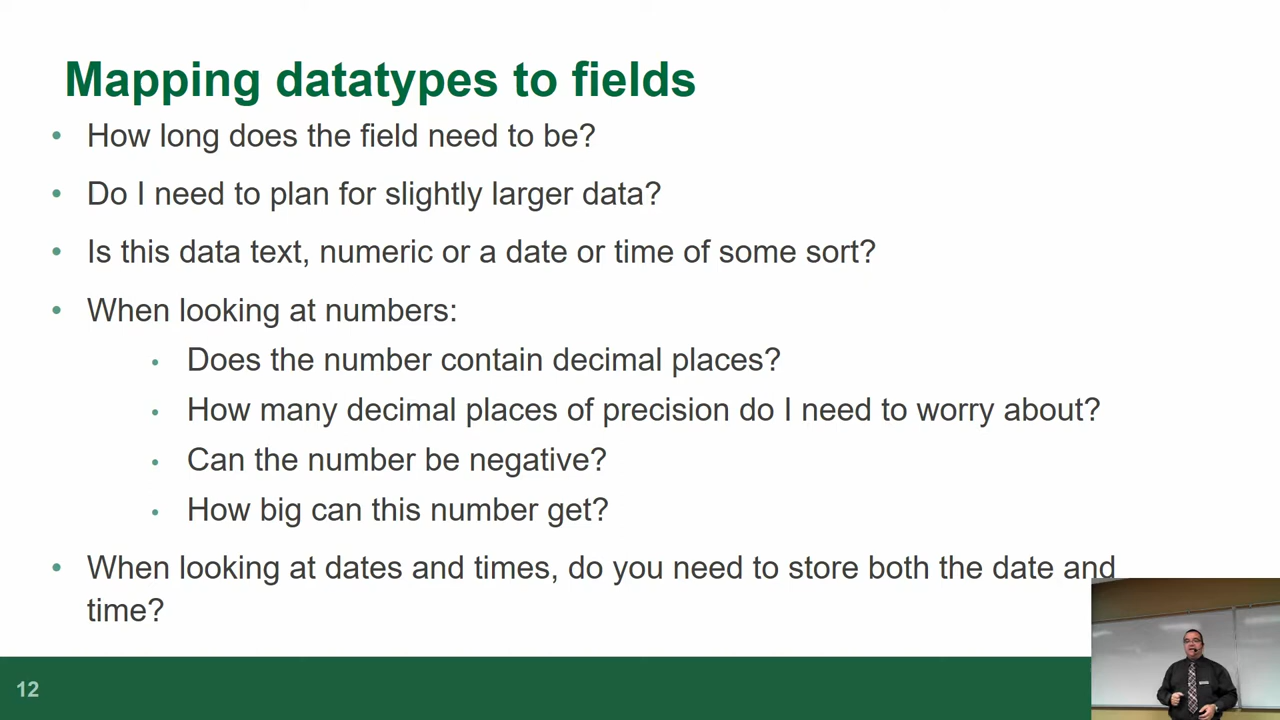 Mapping datatypes to fields
• How long does the field need to be?
• Do I need to plan for slightly larger data?
• Is this data text, numeric or a date or time of some sort?
• When looking at numbers:
• Does the number contain decimal places?
• How many decimal places of precision do I need to worry about?
• Can the number be negative?
• How big can this number get?
• When looking at dates and times, do you need to store both the date and
time?
12